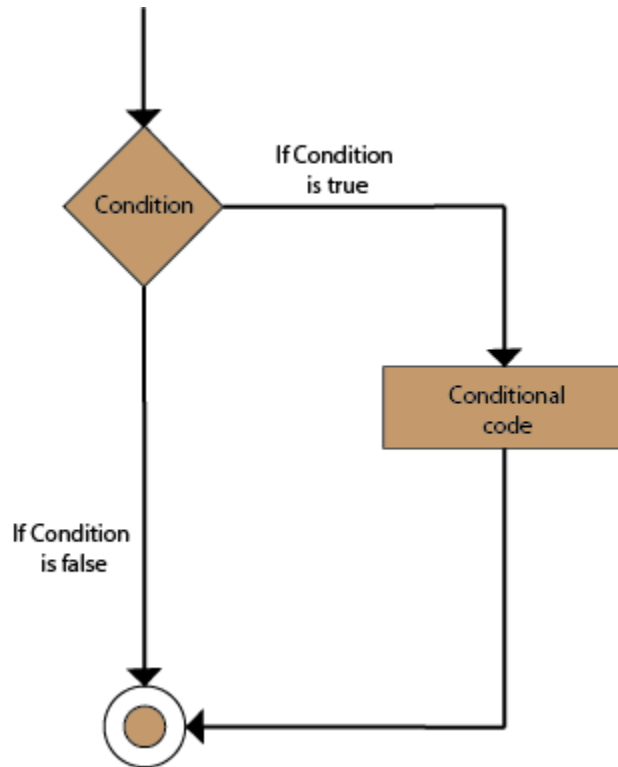 If Condition
is true
Condition
Conditional
code
If Condition
is false